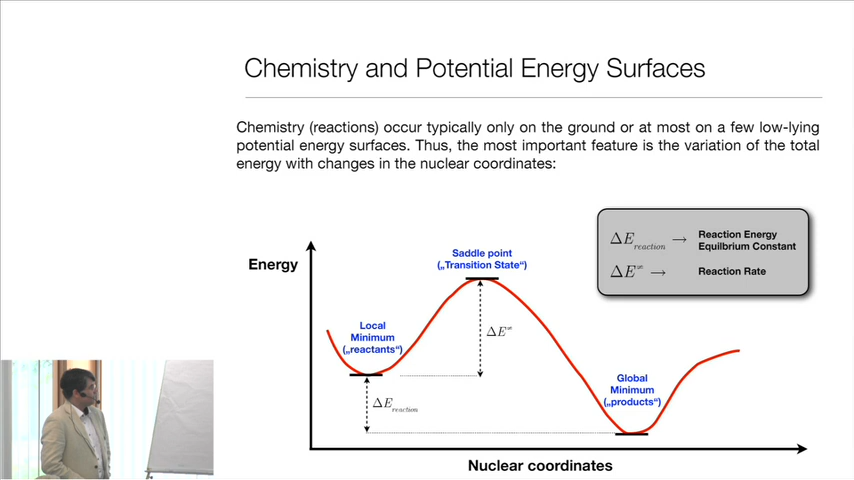 Chemistry and Potential Energy Surfaces
Chemistry (reactions) occur typically only on the ground or at most on a few low-lying
potential energy surfaces. Thus, the most important feature is the variation of the total
energy with changes in the nuclear coordinates:
ΔE_reaction → Reaction Energy
Equilbrium Constant
ΔE^≠ → Reaction Rate
Energy
Saddle point
(„Transition State“)
ΔE^≠
Local
Minimum
(„reactants“)
ΔE_reaction
Global
Minimum
(„products“)
Nuclear coordinates